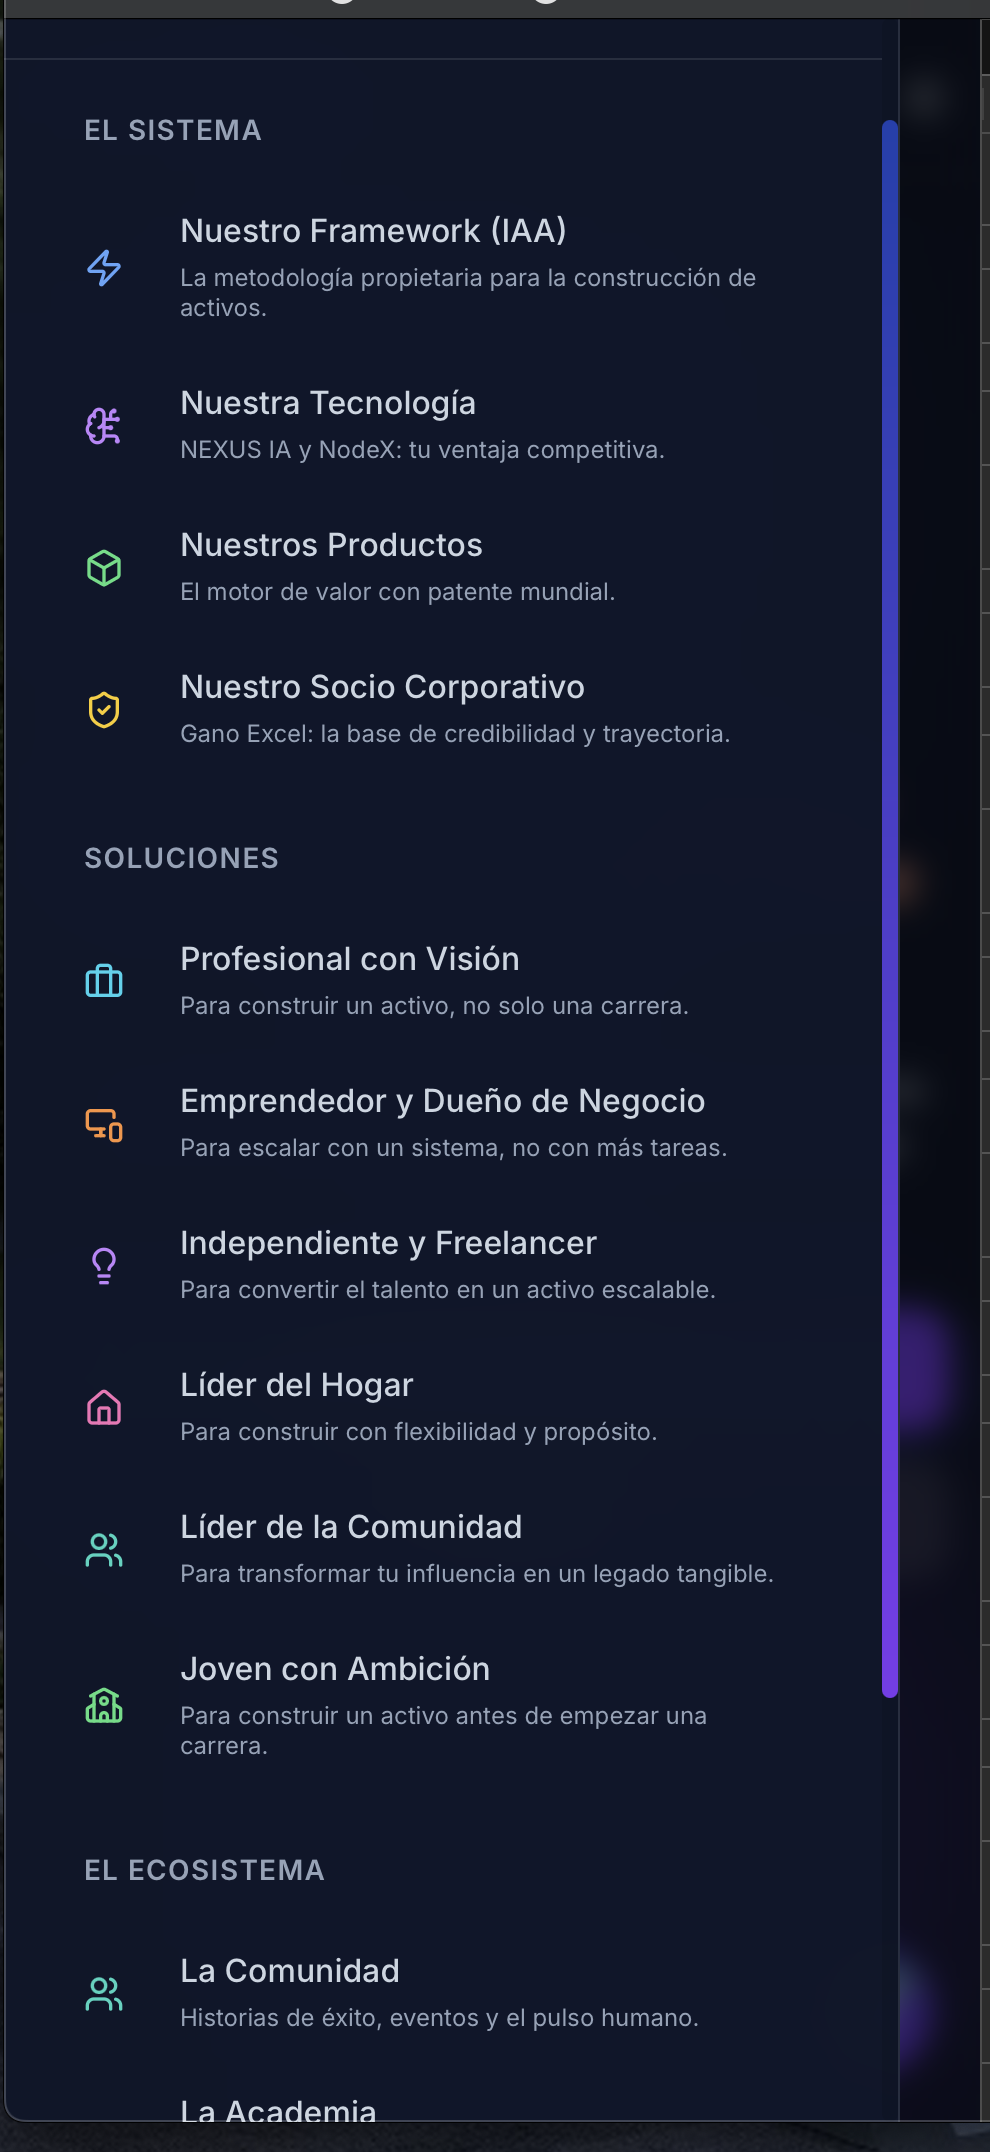 EL SISTEMA
Nuestro Framework (IAA)
La metodología propietaria para la construcción de
activos.
Nuestra Tecnología
NEXUS IA y NodeX: tu ventaja competitiva.
Nuestros Productos
El motor de valor con patente mundial.
Nuestro Socio Corporativo
Gano Excel: la base de credibilidad y trayectoria.
SOLUCIONES
Profesional con Visión
Para construir un activo, no solo una carrera.
Emprendedor y Dueño de Negocio
Para escalar con un sistema, no con más tareas.
Independiente y Freelancer
Para convertir el talento en un activo escalable.
Líder del Hogar
Para construir con flexibilidad y propósito.
Líder de la Comunidad
Para transformar tu influencia en un legado tangible.
Joven con Ambición
Para construir un activo antes de empezar una
carrera.
EL ECOSISTEMA
La Comunidad
Historias de éxito, eventos y el pulso humano.
La Academia